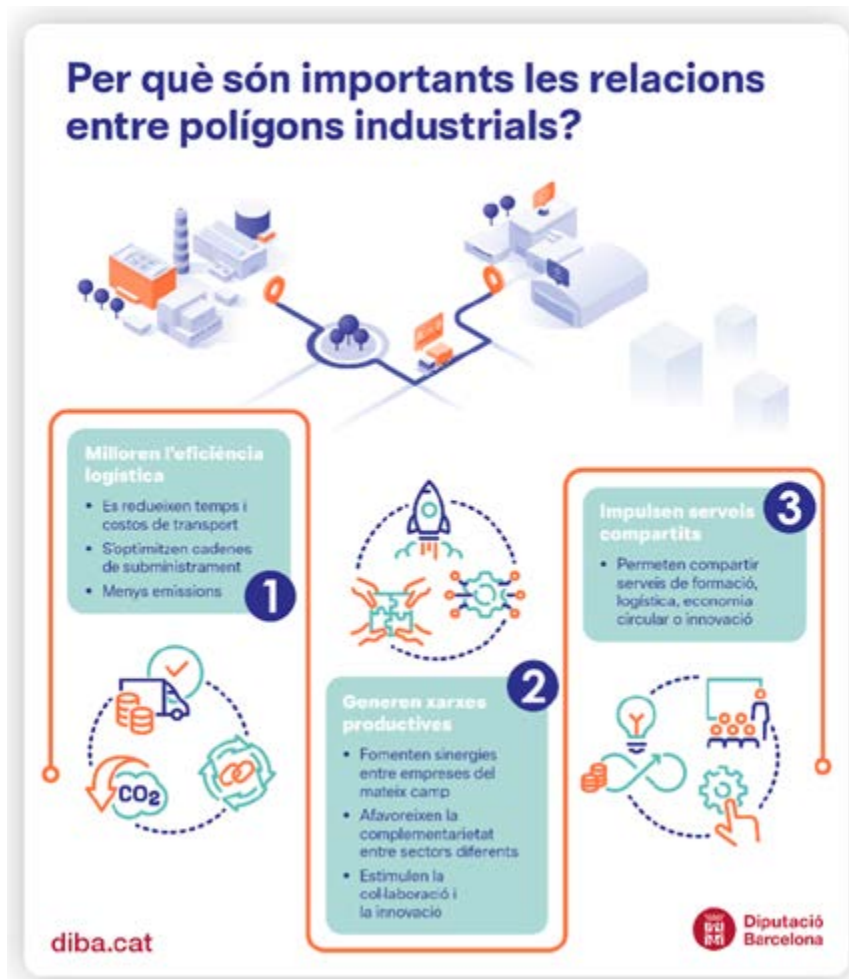 Per què són importants les relacions
entre polígons industrials?
Milloren l'eficiència
logística
• Es redueixen temps i
costos de transport
• S'optimitzen cadenes
de subministrament
• Menys emissions
1
CO2
Generen xarxes
productives
2
• Fomenten sinergies
entre empreses del
mateix camp
• Afavoreixen la
complementarietat
entre sectors diferents
• Estimulen la
col·laboració i
la innovació
Impulsen serveis
compartits
3
• Permeten compartir
serveis de formació,
logística, economia
circular o innovació
diba.cat
Diputació
Barcelona